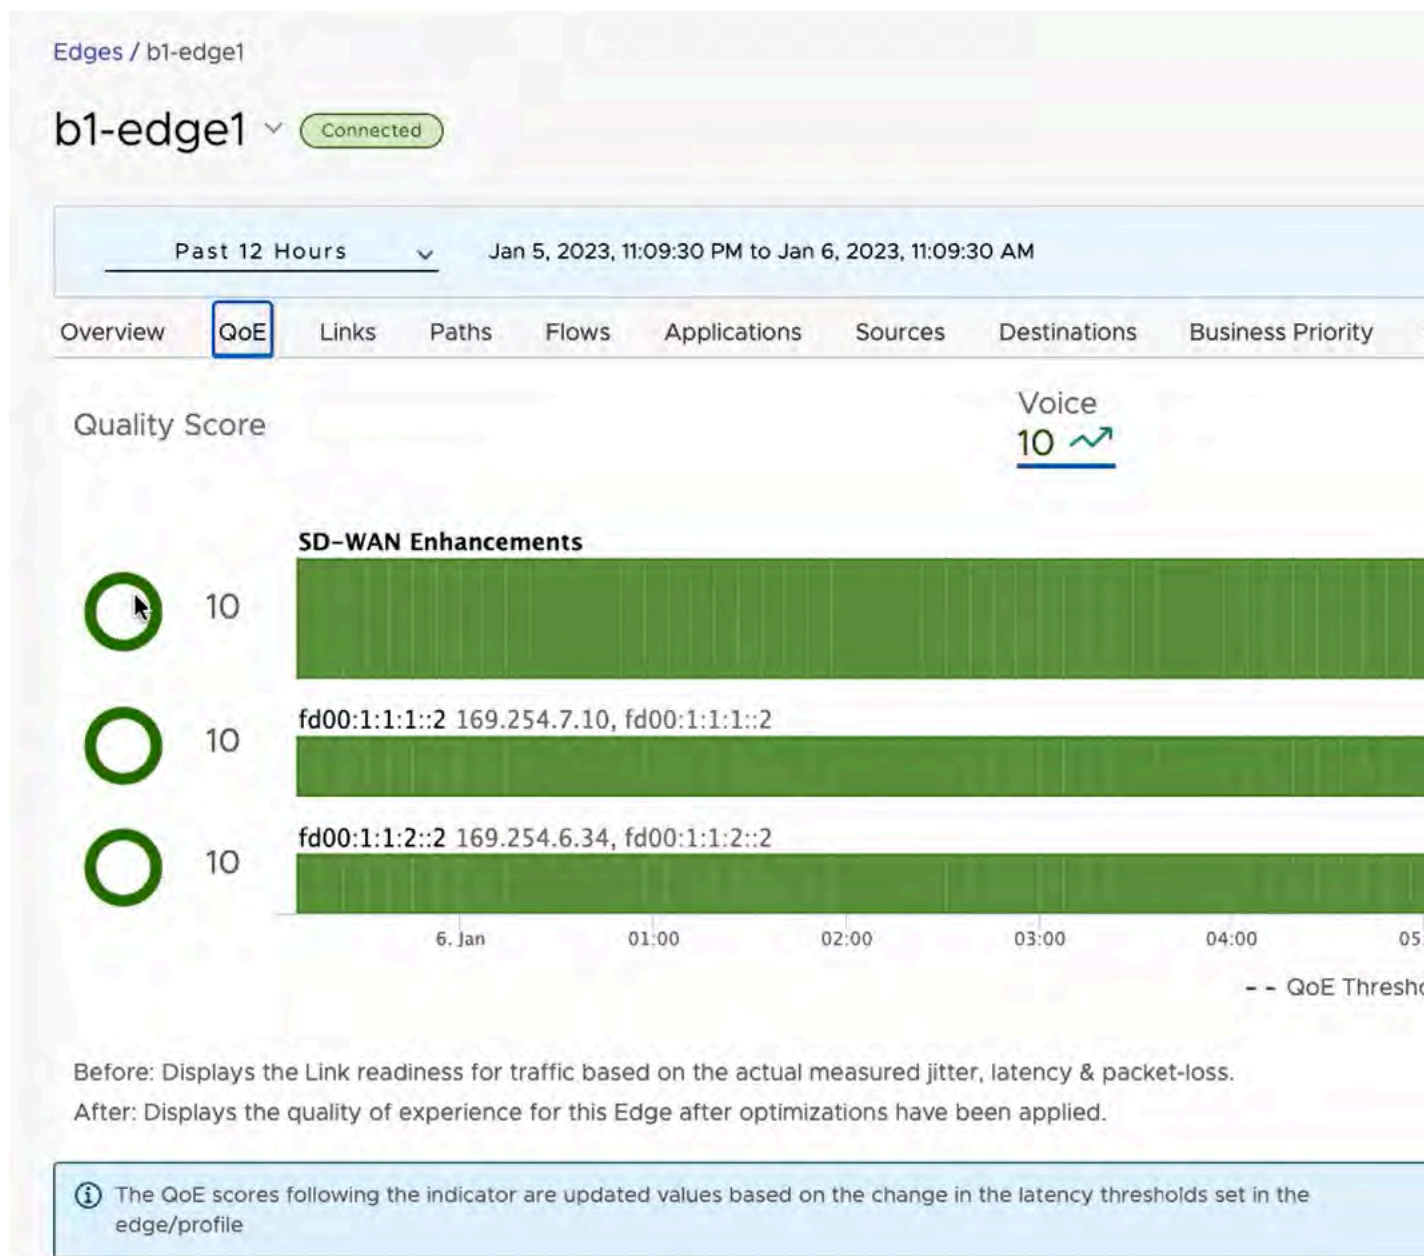 Edges / b1-edge1
b1-edge1 Connected
Past 12 Hours Jan 5, 2023, 11:09:30 PM to Jan 6, 2023, 11:09:30 AM
Overview QoE Links Paths Flows Applications Sources Destinations Business Priority
Voice
Quality Score
10
SD-WAN Enhancements
10
fd00:1:1:1::2 169.254.7.10, fd00:1:1:1::2
10
fd00:1:1:2::2 169.254.6.34, fd00:1:1:2::2
10
6. Jan 01:00 02:00 03:00 04:00 05
-- QoE Thresho
Before: Displays the Link readiness for traffic based on the actual measured jitter, latency & packet-loss.
After: Displays the quality of experience for this Edge after optimizations have been applied.
The QoE scores following the indicator are updated values based on the change in the latency thresholds set in the
edge/profile